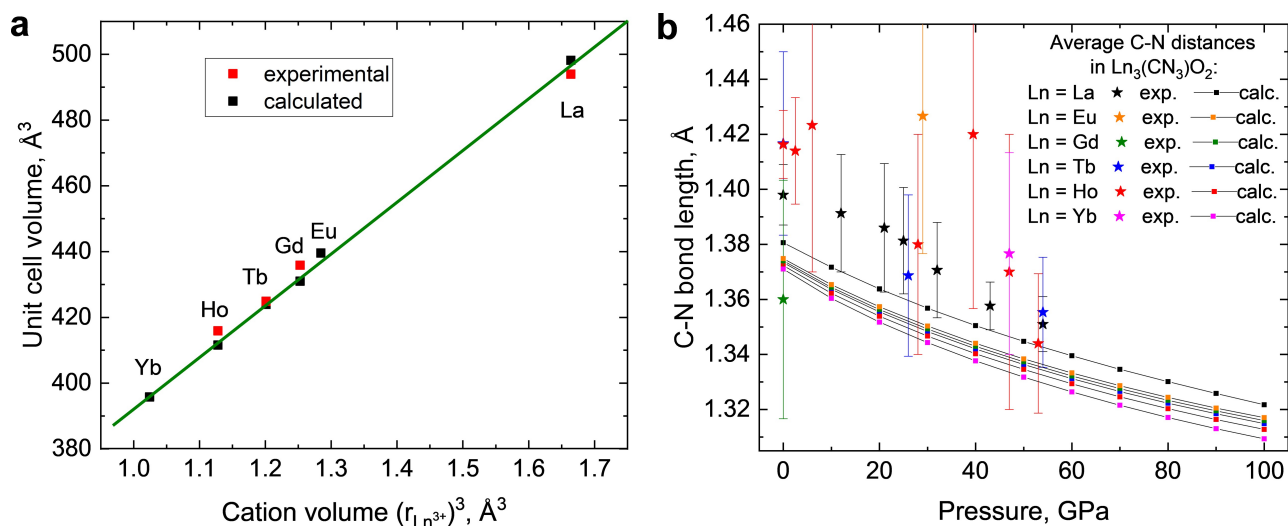 a
Unit cell volume, Å³
500
480
460
440
420
400
380
experimental
calculated
La
Eu
Gd
Tb
Ho
Yb
1.0 1.1 1.2 1.3 1.4 1.5 1.6 1.7
Cation volume (r_Ln³⁺)³, Å³
b
C-N bond length, Å
1.46
1.44
1.42
1.40
1.38
1.36
1.34
1.32
Average C-N distances
in Ln₃(CN₃)O₂:
Ln = La exp. calc.
Ln = Eu exp. calc.
Ln = Gd exp. calc.
Ln = Tb exp. calc.
Ln = Ho exp. calc.
Ln = Yb exp. calc.
0 20 40 60 80 100
Pressure, GPa